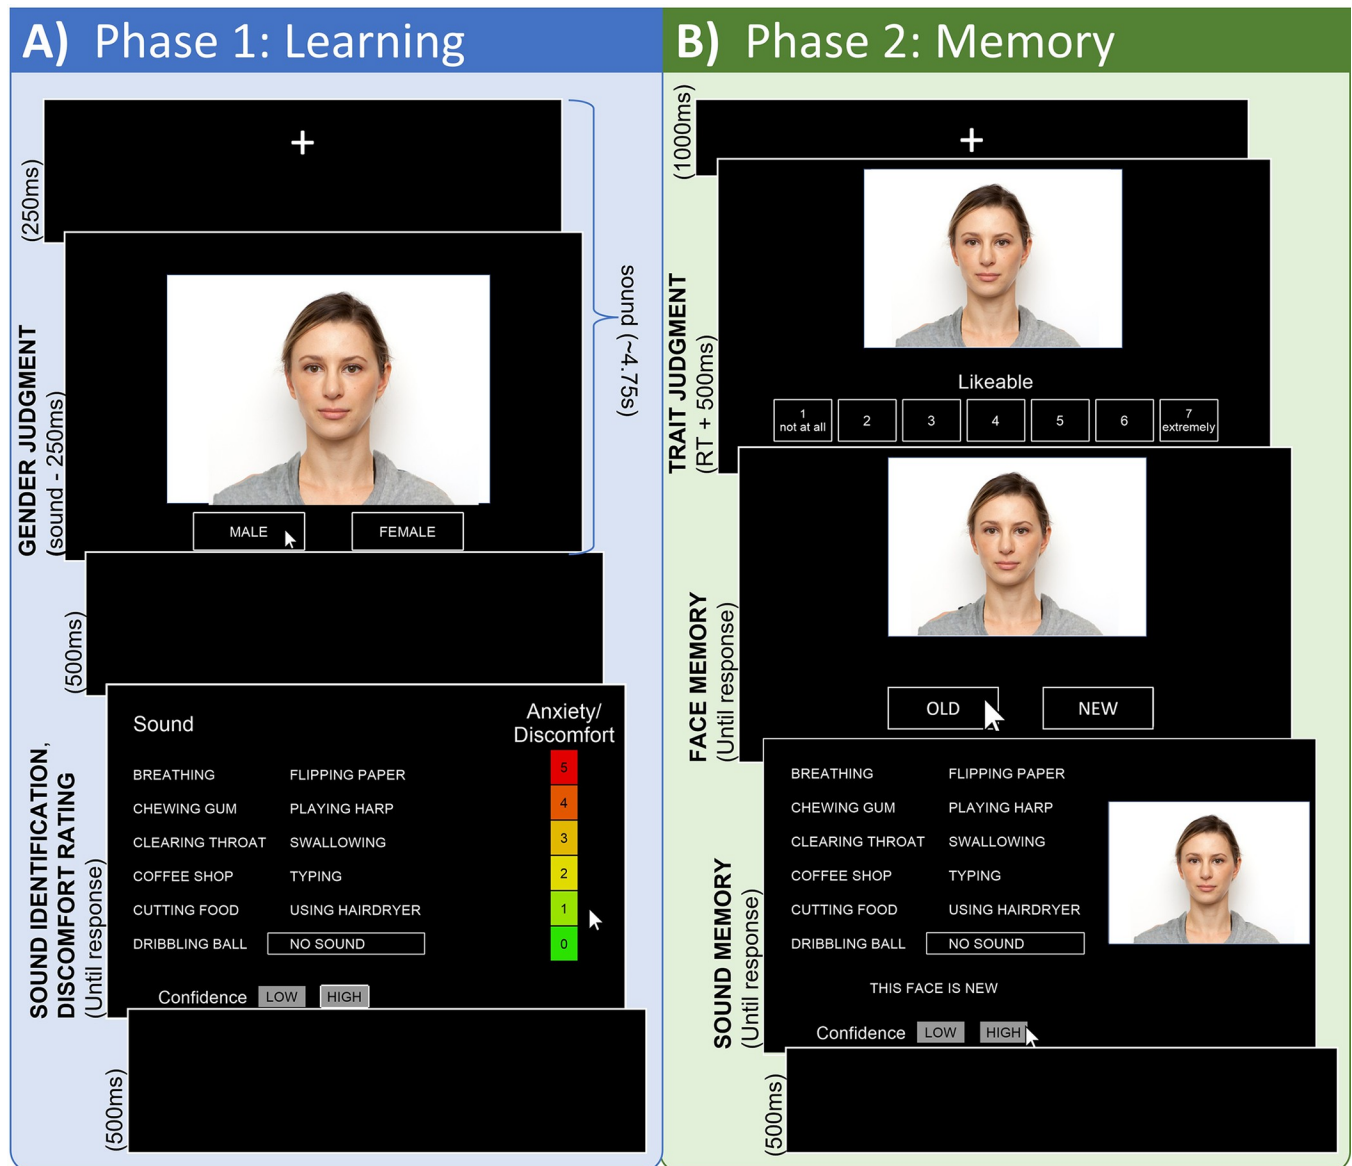 A) Phase 1: Learning
+
(250ms)
sound (~4.75s)
GENDER JUDGMENT
(sound - 250ms)
MALE
FEMALE
(500ms)
SOUND IDENTIFICATION,
DISCOMFORT RATING
(Until response)
Sound
Anxiety/
Discomfort
BREATHING FLIPPING PAPER
CHEWING GUM PLAYING HARP
CLEARING THROAT SWALLOWING
COFFEE SHOP TYPING
CUTTING FOOD USING HAIRDRYER
DRIBBLING BALL NO SOUND
5
4
3
2
1
0
Confidence LOW HIGH
(500ms)
B) Phase 2: Memory
(1000ms)
+
TRAIT JUDGMENT
(RT + 500ms)
Likeable
1 2 3 4 5 6 7
not at all extremely
FACE MEMORY
(Until response)
OLD NEW
SOUND MEMORY
(Until response)
BREATHING FLIPPING PAPER
CHEWING GUM PLAYING HARP
CLEARING THROAT SWALLOWING
COFFEE SHOP TYPING
CUTTING FOOD USING HAIRDRYER
DRIBBLING BALL NO SOUND
THIS FACE IS NEW
Confidence LOW HIGH
(500ms)